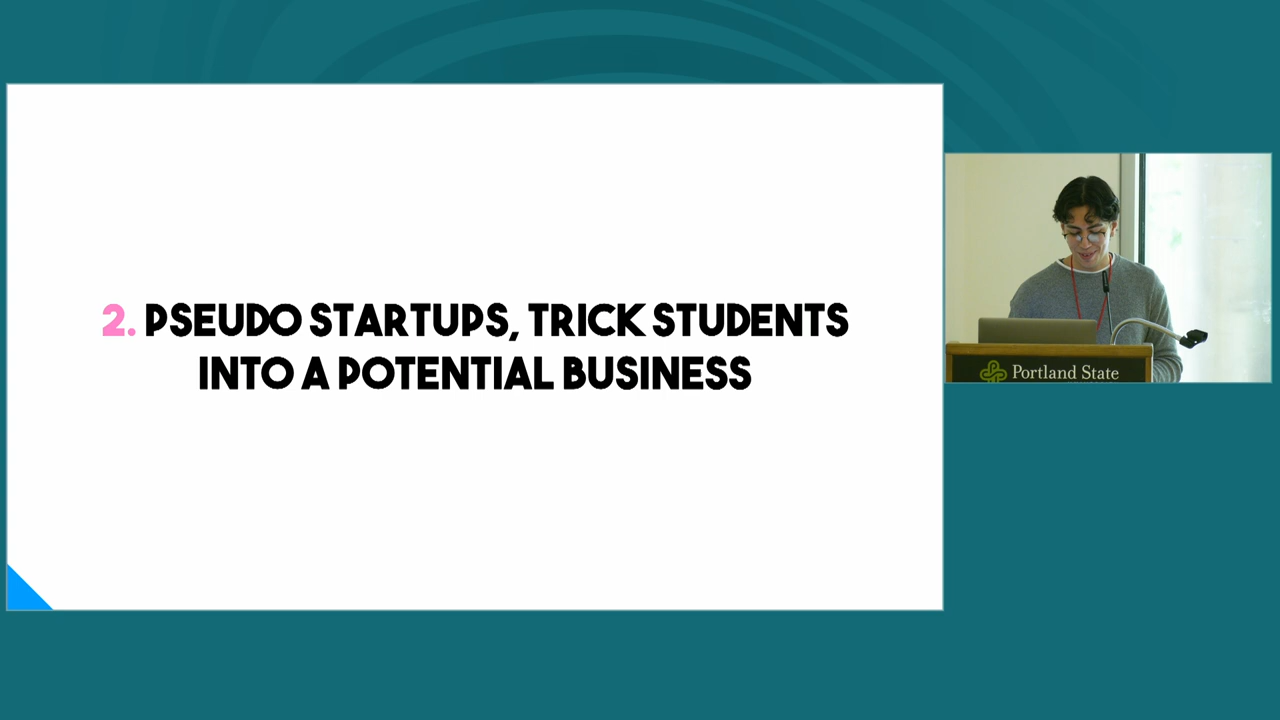 2. PSEUDO STARTUPS, TRICK STUDENTS
INTO A POTENTIAL BUSINESS
Portland State